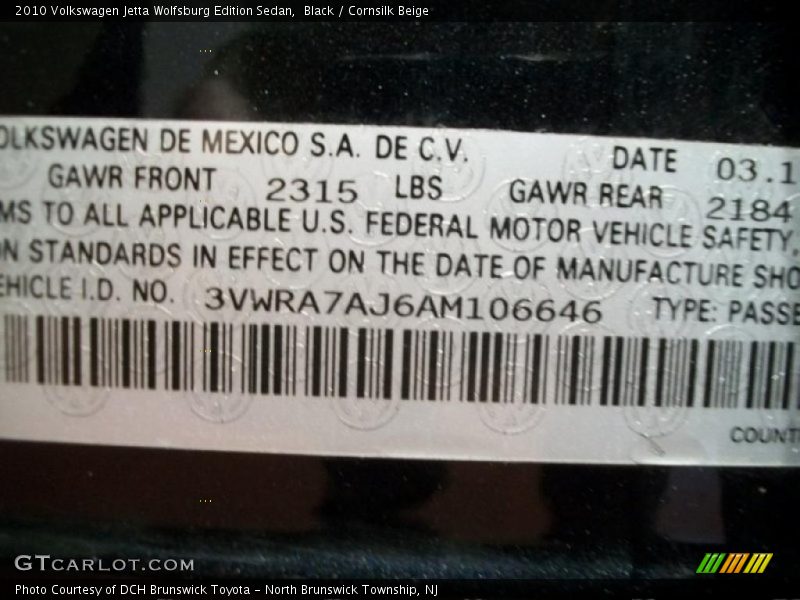 2010 Volkswagen Jetta Wolfsburg Edition Sedan,  Black / Cornsilk Beige
OLKSWAGEN DE MEXICO S.A. DE C.V. DATE 03.1
GAWR FRONT 2315 LBS GAWR REAR 2184
MS TO ALL APPLICABLE U.S. FEDERAL MOTOR VEHICLE SAFETY,
ON STANDARDS IN EFFECT ON THE DATE OF MANUFACTURE SHO
EHICLE I.D. NO. 3VWRA7AJ6AM106646 TYPE: PASSE
COUNT
GTCARLOT.COM
Photo Courtesy of DCH Brunswick Toyota - North Brunswick Township, NJ